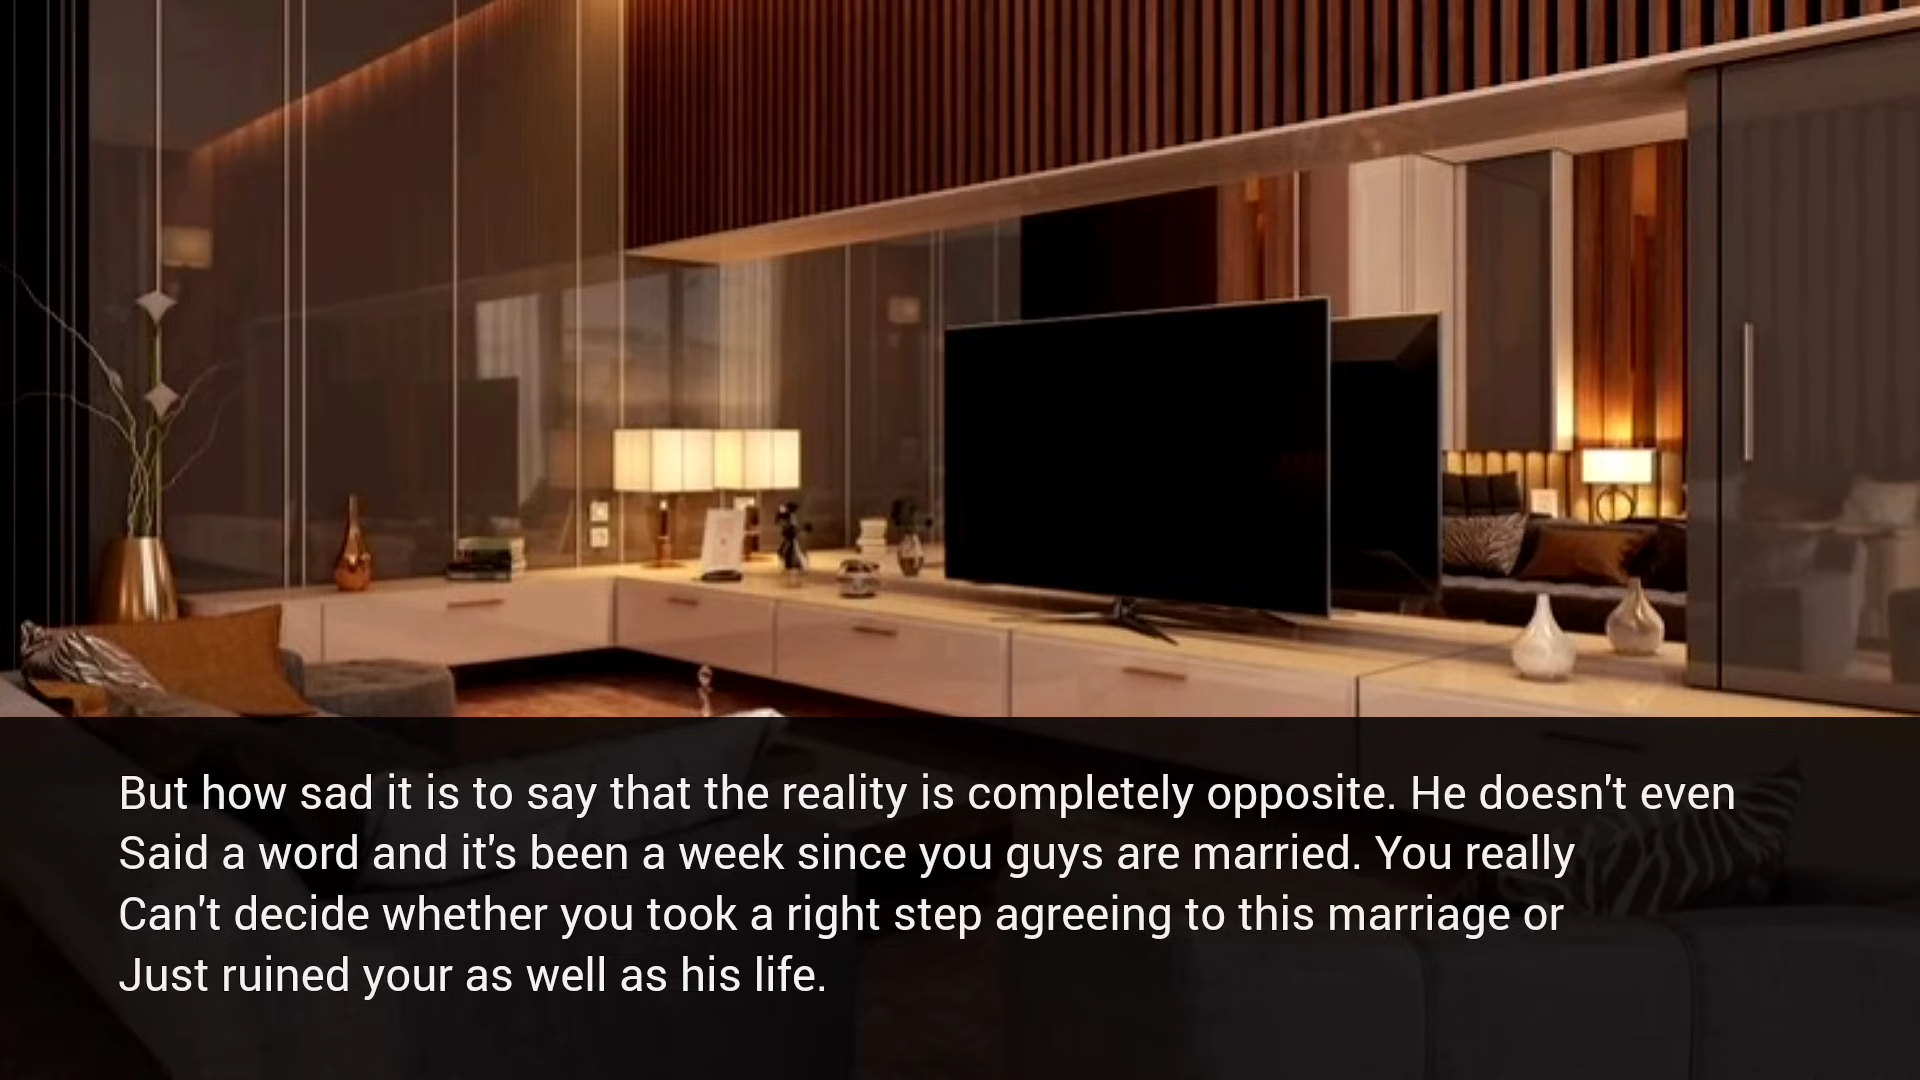 But how sad it is to say that the reality is completely opposite. He doesn't even
Said a word and it's been a week since you guys are married. You really
Can't decide whether you took a right step agreeing to this marriage or
Just ruined your as well as his life.